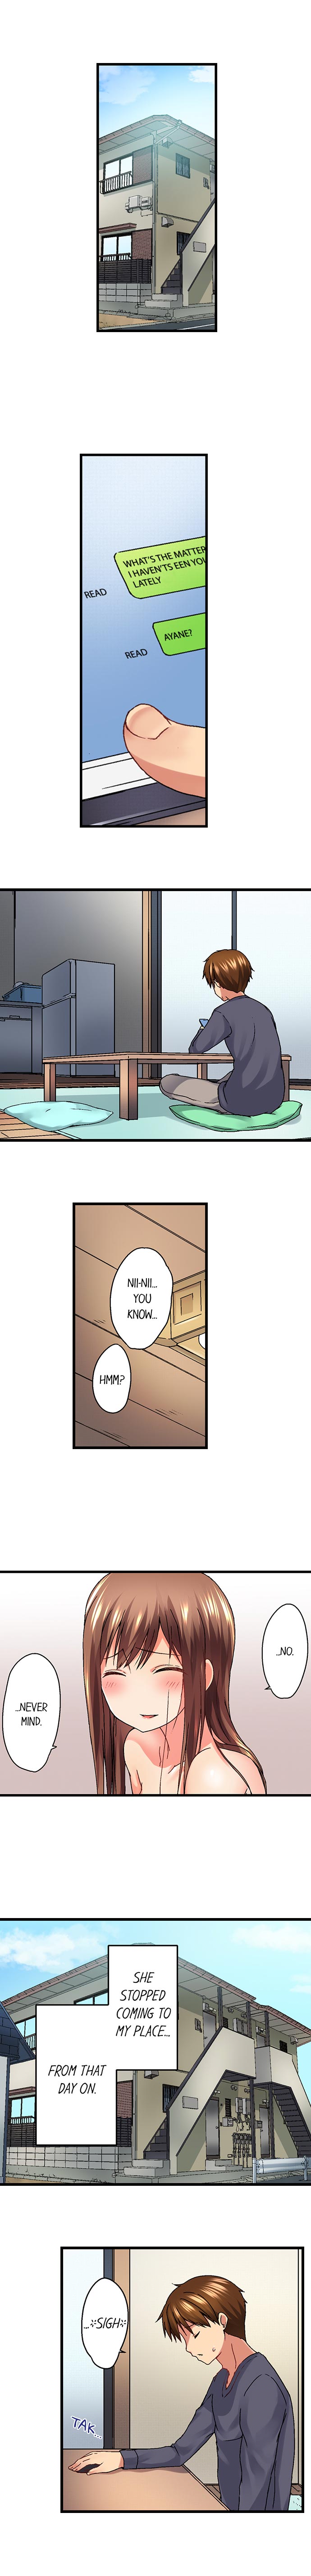 WHAT'S THE MATTER
I HAVEN'TS EEN YOU
LATELY
READ
AYANE?
READ
NII-NII...
YOU
KNOW...
HMM?
...NO.
...NEVER
MIND.
SHE
STOPPED
COMING TO
MY PLACE...
FROM THAT
DAY ON.
...SIGH
TAK...